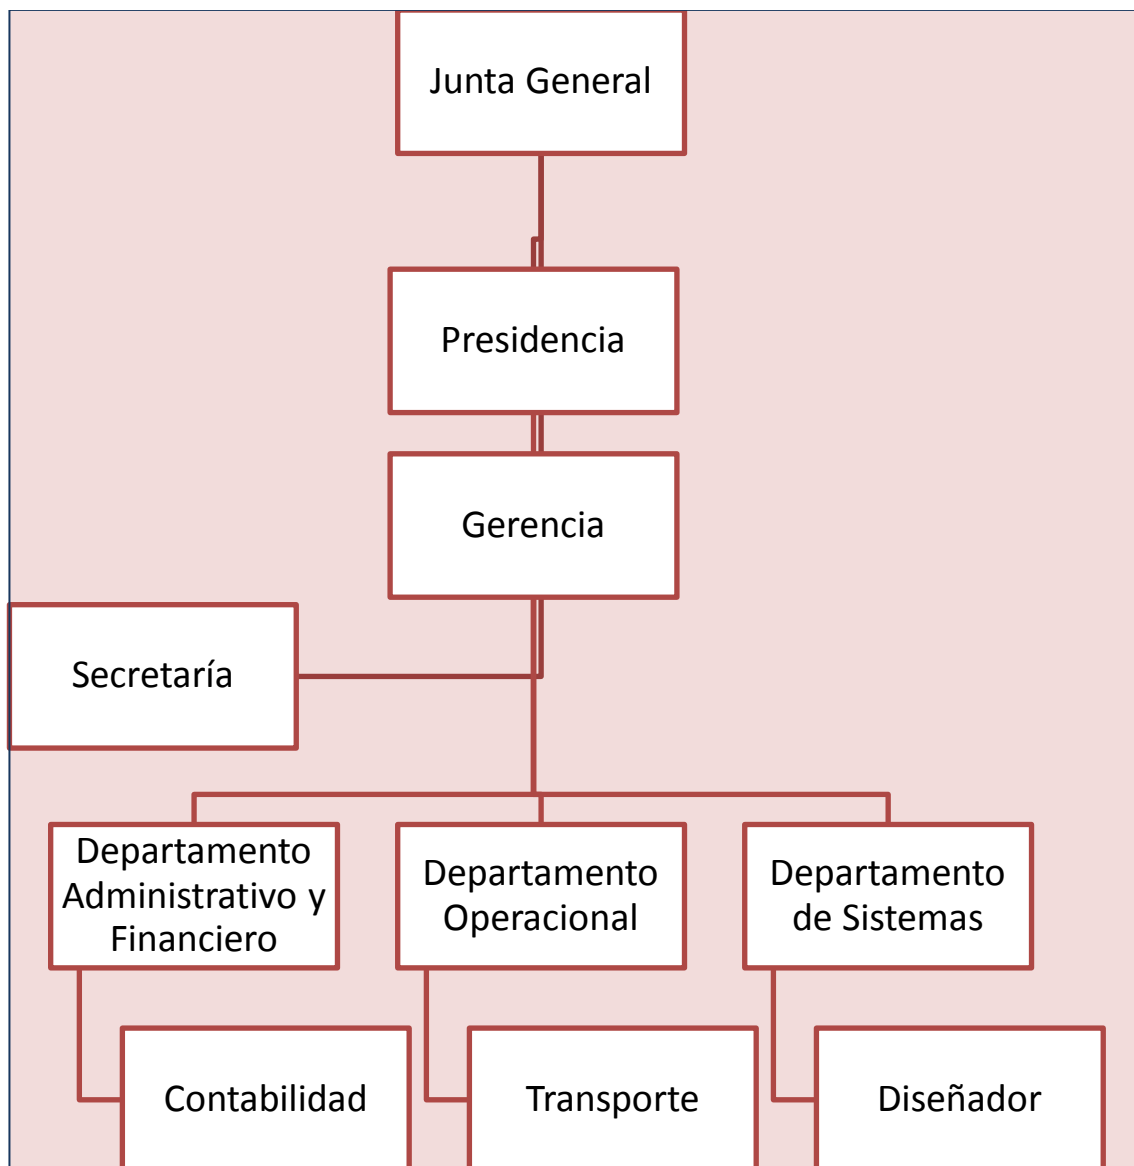 Junta General
Presidencia
Gerencia
Secretaría
Departamento
Administrativo y
Financiero
Departamento
Operacional
Departamento
de Sistemas
Contabilidad
Transporte
Diseñador